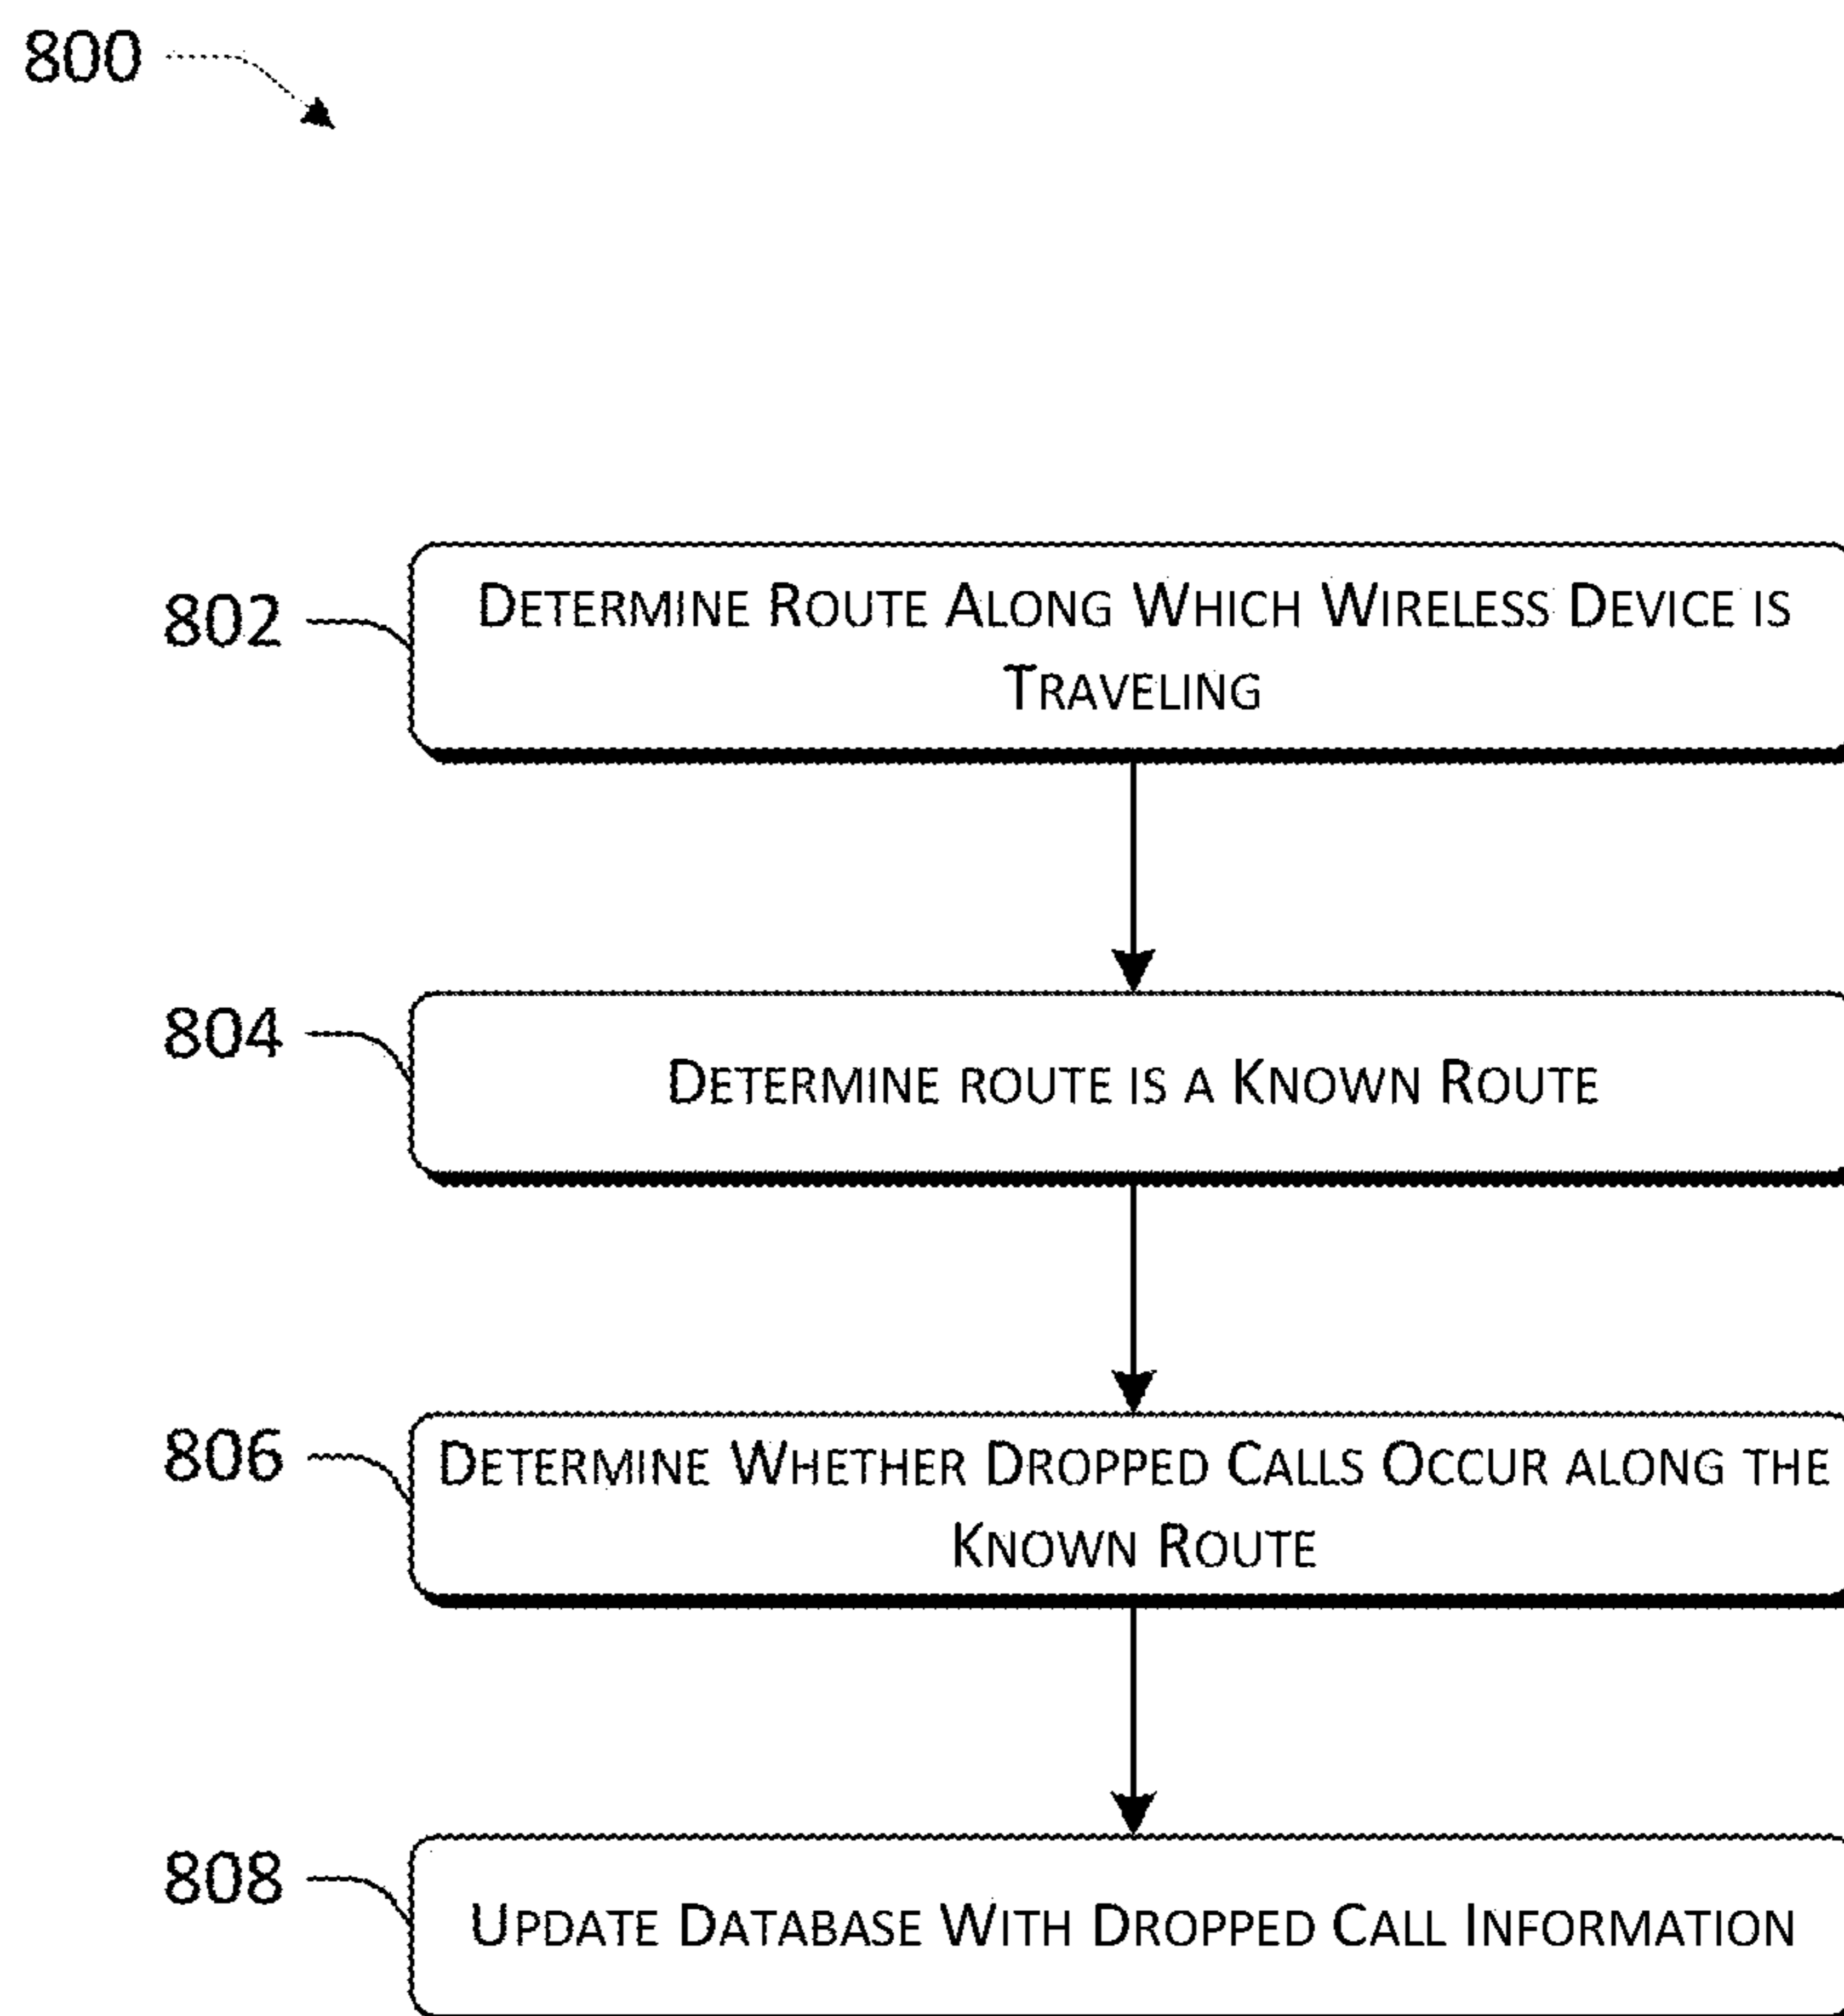 800
802
DETERMINE ROUTE ALONG WHICH WIRELESS DEVICE IS
TRAVELING
804
DETERMINE ROUTE IS A KNOWN ROUTE
806
DETERMINE WHETHER DROPPED CALLS OCCUR ALONG THE
KNOWN ROUTE
808
UPDATE DATABASE WITH DROPPED CALL INFORMATION